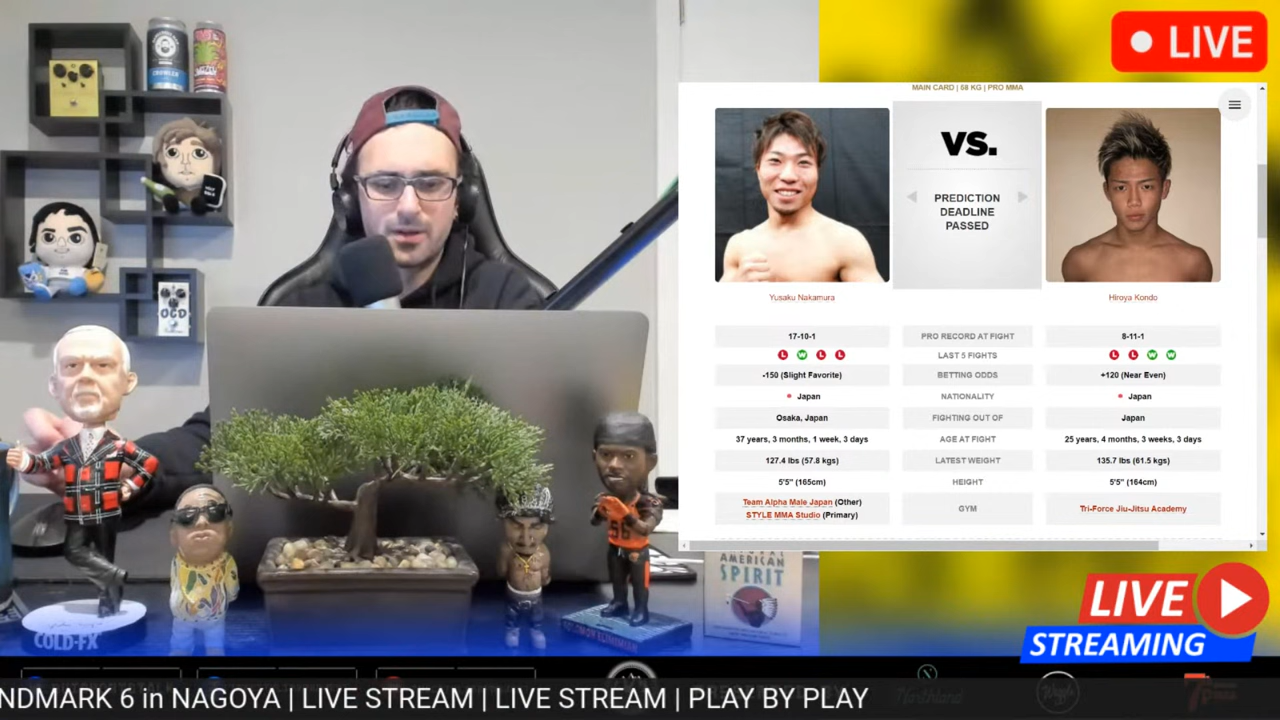 LIVE
MAIN CARD | 58 KG | PRO MMA
VS.
PREDICTION
DEADLINE
PASSED
Yusaku Nakamura
Hiroya Kondo
17-10-1 PRO RECORD AT FIGHT 8-11-1
L W L L LAST 5 FIGHTS L L W W
-150 (Slight Favorite) BETTING ODDS +120 (Near Even)
Japan NATIONALITY Japan
Osaka, Japan FIGHTING OUT OF Japan
37 years, 3 months, 1 week, 3 days AGE AT FIGHT 25 years, 4 months, 3 weeks, 3 days
127.4 lbs (57.8 kgs) LATEST WEIGHT 135.7 lbs (61.5 kgs)
5'5" (165cm) HEIGHT 5'5" (164cm)
Team Alpha Male Japan (Other)
STYLE MMA Studio (Primary) GYM Tri-Force Jiu-Jitsu Academy
CROWLER
OCD
AMERICAN
SPIRIT
COLD-FX
LIVE
STREAMING
NDMARK 6 in NAGOYA | LIVE STREAM | LIVE STREAM | PLAY BY PLAY